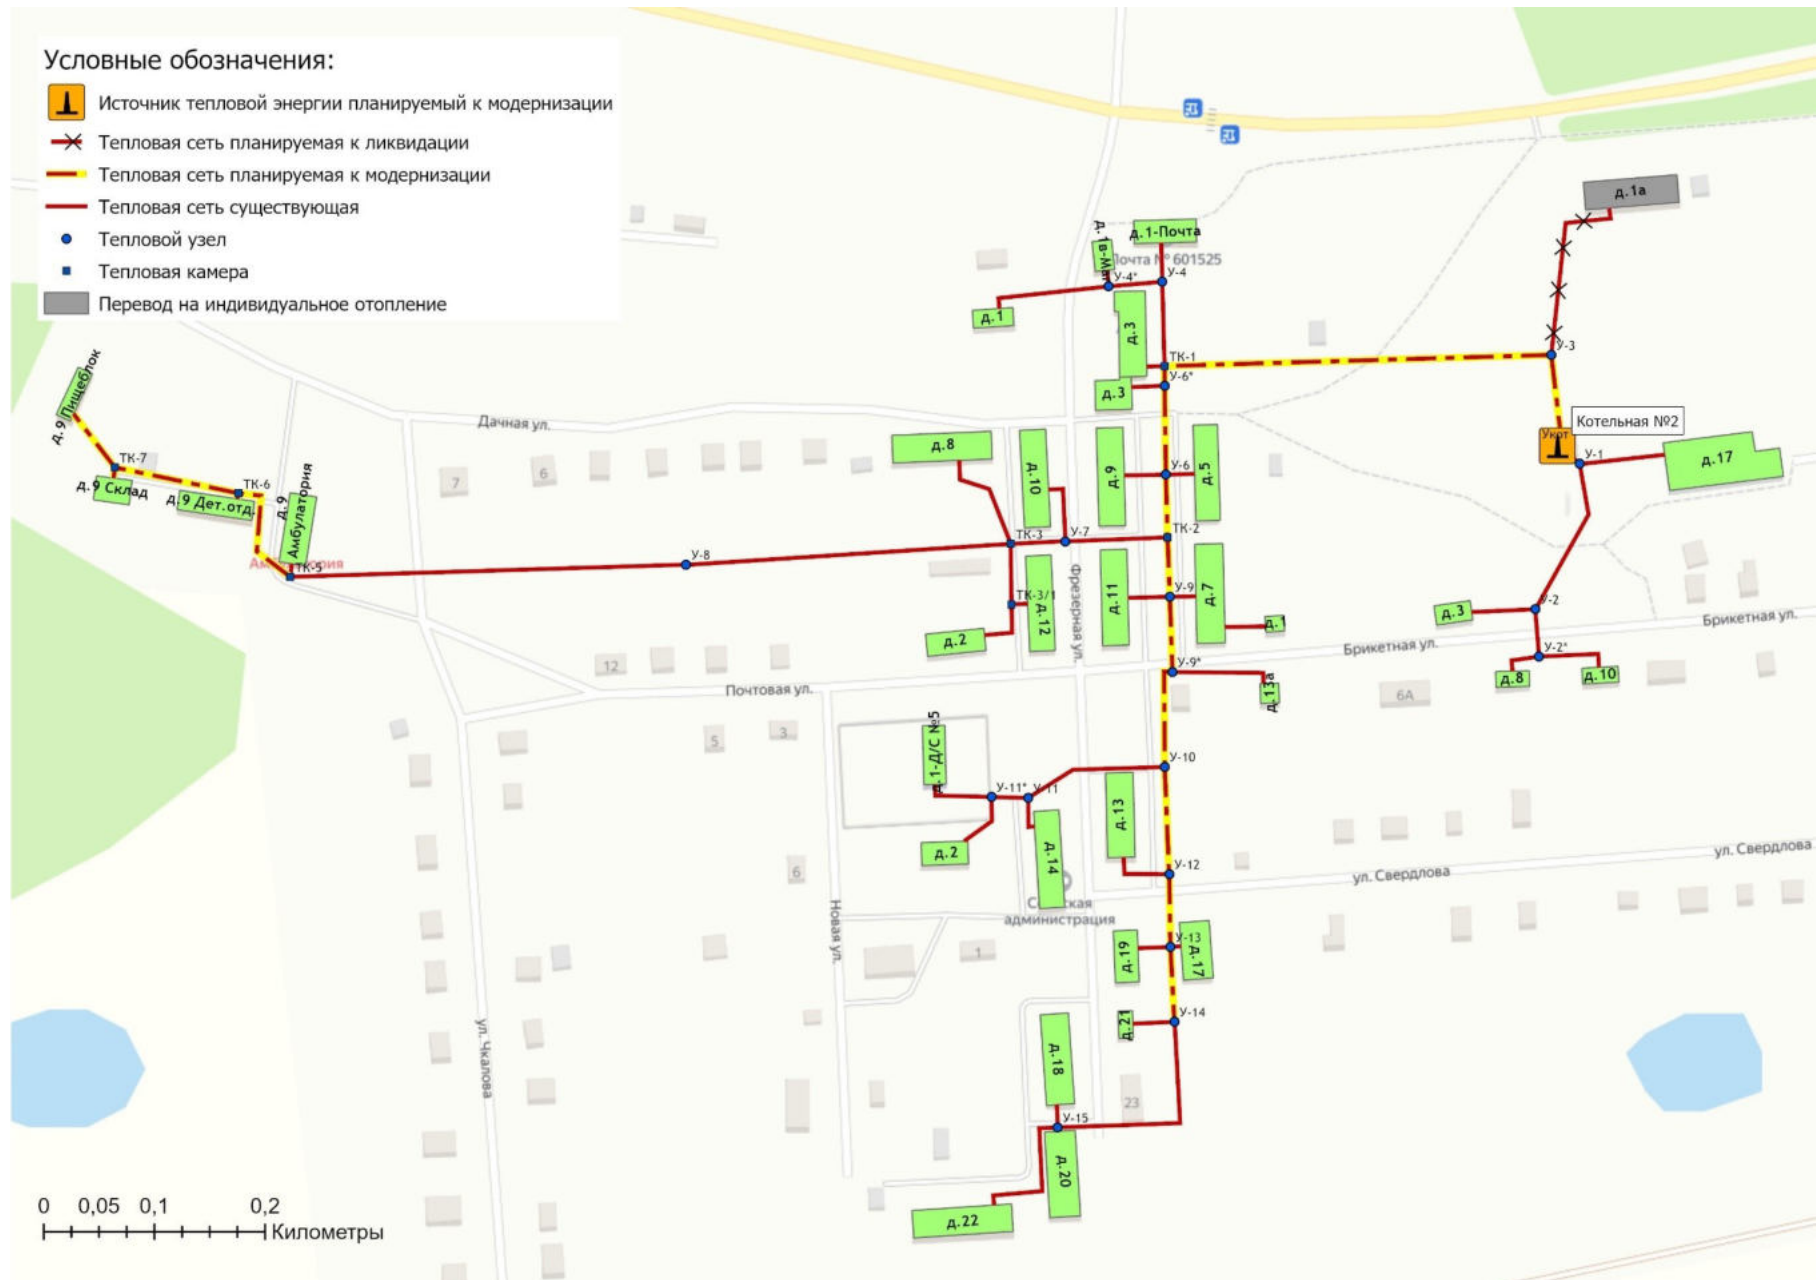 Условные обозначения:
Источник тепловой энергии планируемый к модернизации
Тепловая сеть планируемая к ликвидации
Тепловая сеть планируемая к модернизации
Тепловая сеть существующая
Тепловой узел
Тепловая камера
Перевод на индивидуальное отопление
д.1а
д.1-Почта
Почта № 601525
У-4*
У-4
д.1
д.3
ТК-1
У-6*
д.3
У-3
Котельная №2
Укот
У-1
д.17
д.9 Пищеблок
ТК-7
д.9 Склад
ТК-6
д.9 Дет.отд.
д.9
Амбулатория
ТК-5
Дачная ул.
7
6
д.8
д.10
д.9
У-6
д.5
ТК-2
ТК-3
У-7
У-8
ТК-3/1
д.12
д.2
Фрезерная ул.
д.11
У-9
д.7
д.1
У-9*
д.13а
д.3
У-2
У-2*
д.8
д.10
Брикетная ул.
Брикетная ул.
6А
12
Почтовая ул.
5
3
д.1-Д/С №5
У-11*
У-11
У-10
д.2
д.14
д.13
У-12
6
администрация
Новая ул.
1
ул. Свердлова
ул. Свердлова
д.19
У-13
д.17
д.21
У-14
ул. Чкалова
д.18
23
У-15
д.20
д.22
0 0,05 0,1 0,2
Километры